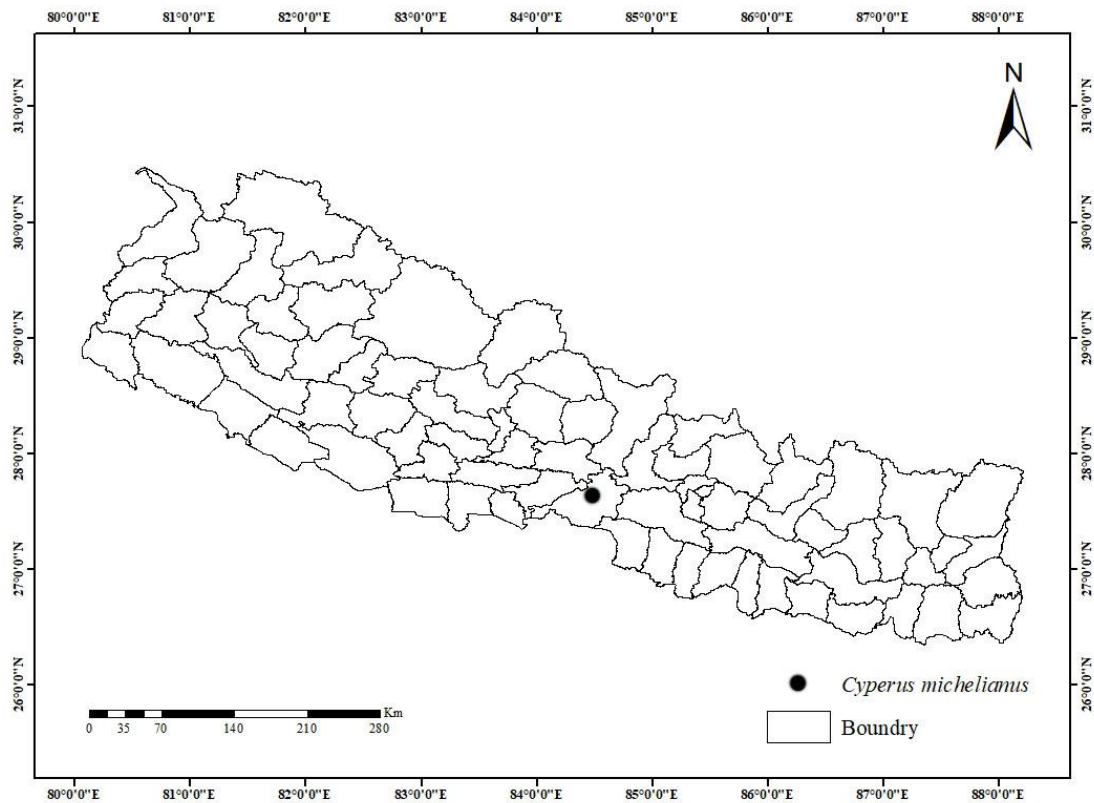 80°0'0"E 81°0'0"E 82°0'0"E 83°0'0"E 84°0'0"E 85°0'0"E 86°0'0"E 87°0'0"E 88°0'0"E
N
31°0'0"N 31°0'0"N
30°0'0"N 30°0'0"N
29°0'0"N 29°0'0"N
28°0'0"N 28°0'0"N
27°0'0"N 27°0'0"N
26°0'0"N 26°0'0"N
Cyperus michelianus
Boundry
Km
0 35 70 140 210 280
80°0'0"E 81°0'0"E 82°0'0"E 83°0'0"E 84°0'0"E 85°0'0"E 86°0'0"E 87°0'0"E 88°0'0"E